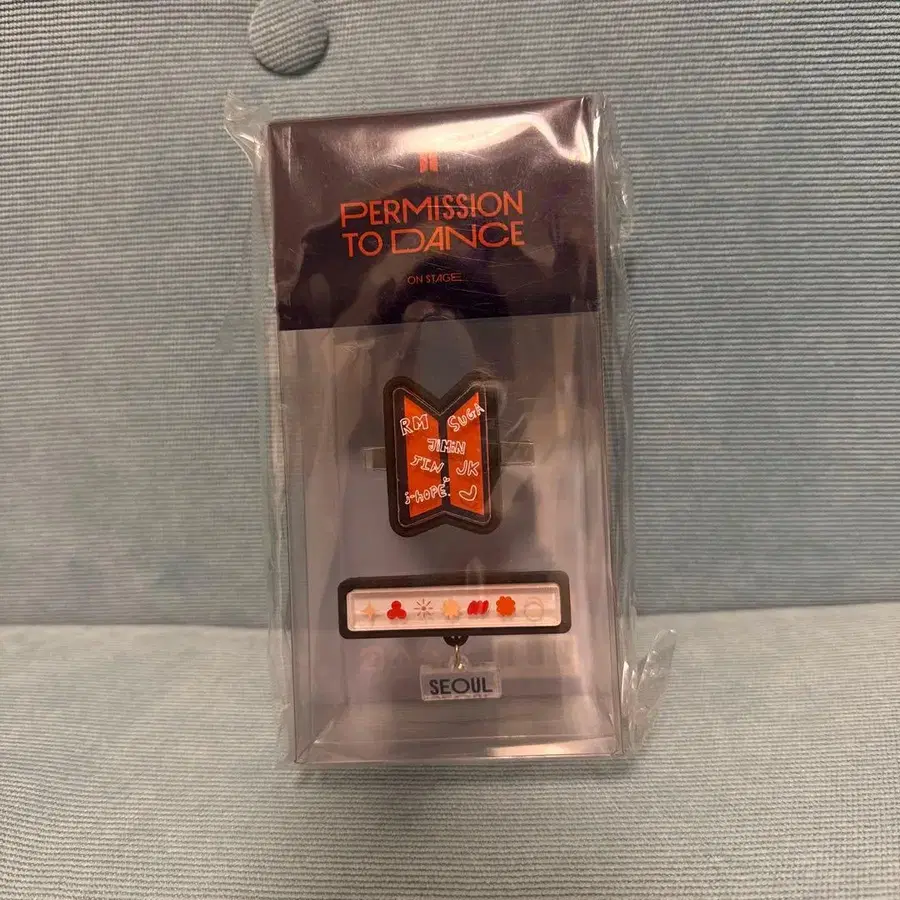 PERMISSION
TO DANCE
ON STAGE
RM SUGA
JIMIN
JIN JK
j-hope.
SEOUL